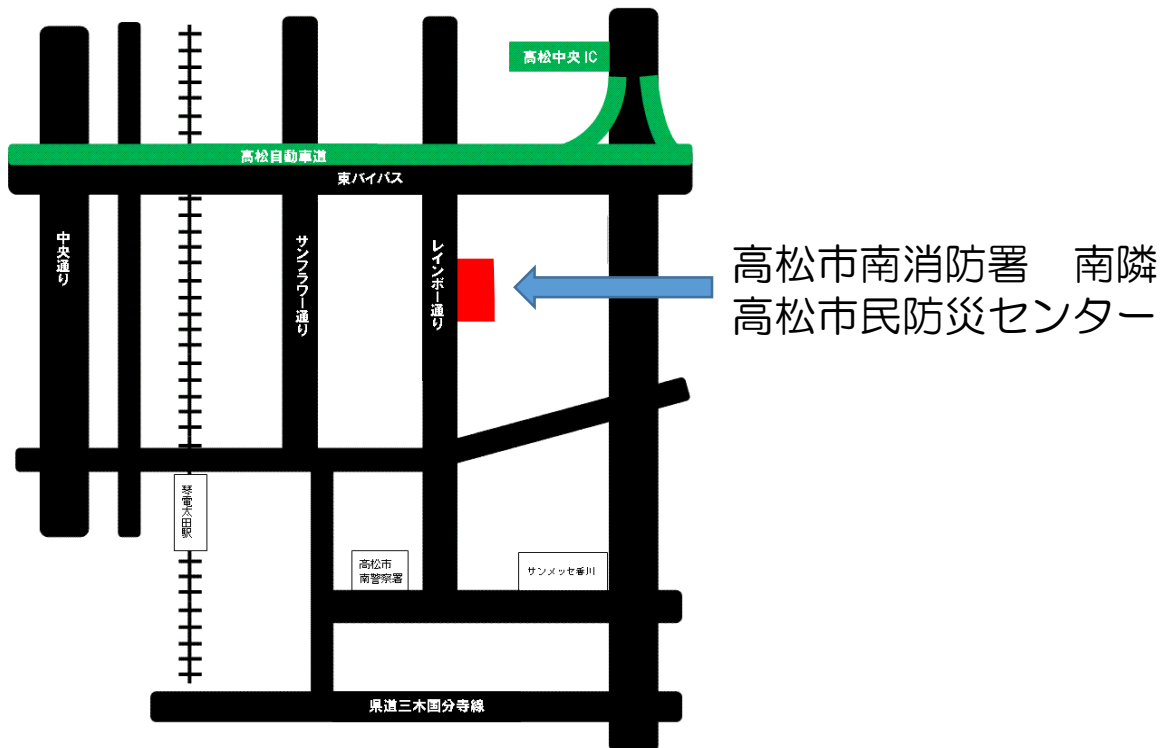 高松中央IC
高松自動車道
東バイパス
中央通り
サンフラワー通り
レインボー通り
高松市南消防署　南隣
高松市民防災センター
琴電太田駅
高松市
南警察署
サンメッセ香川
県道三木国分寺線